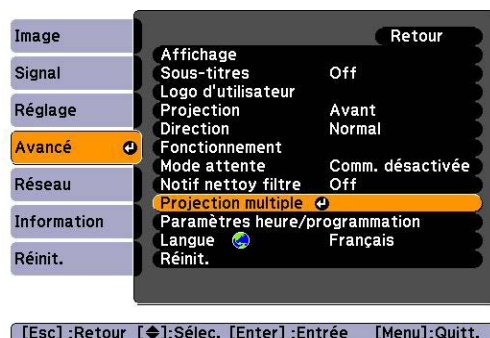 Image
Signal
Réglage
Avancé
Réseau
Information
Réinit.
Retour
Affichage
Sous-titres Off
Logo d'utilisateur
Projection Avant
Direction Normal
Fonctionnement
Mode attente Comm. désactivée
Notif nettoy filtre Off
Projection multiple
Paramètres heure/programmation
Langue Français
Réinit.
[Esc] :Retour [◆]:Sélec. [Enter] :Entrée [Menu]:Quitt.